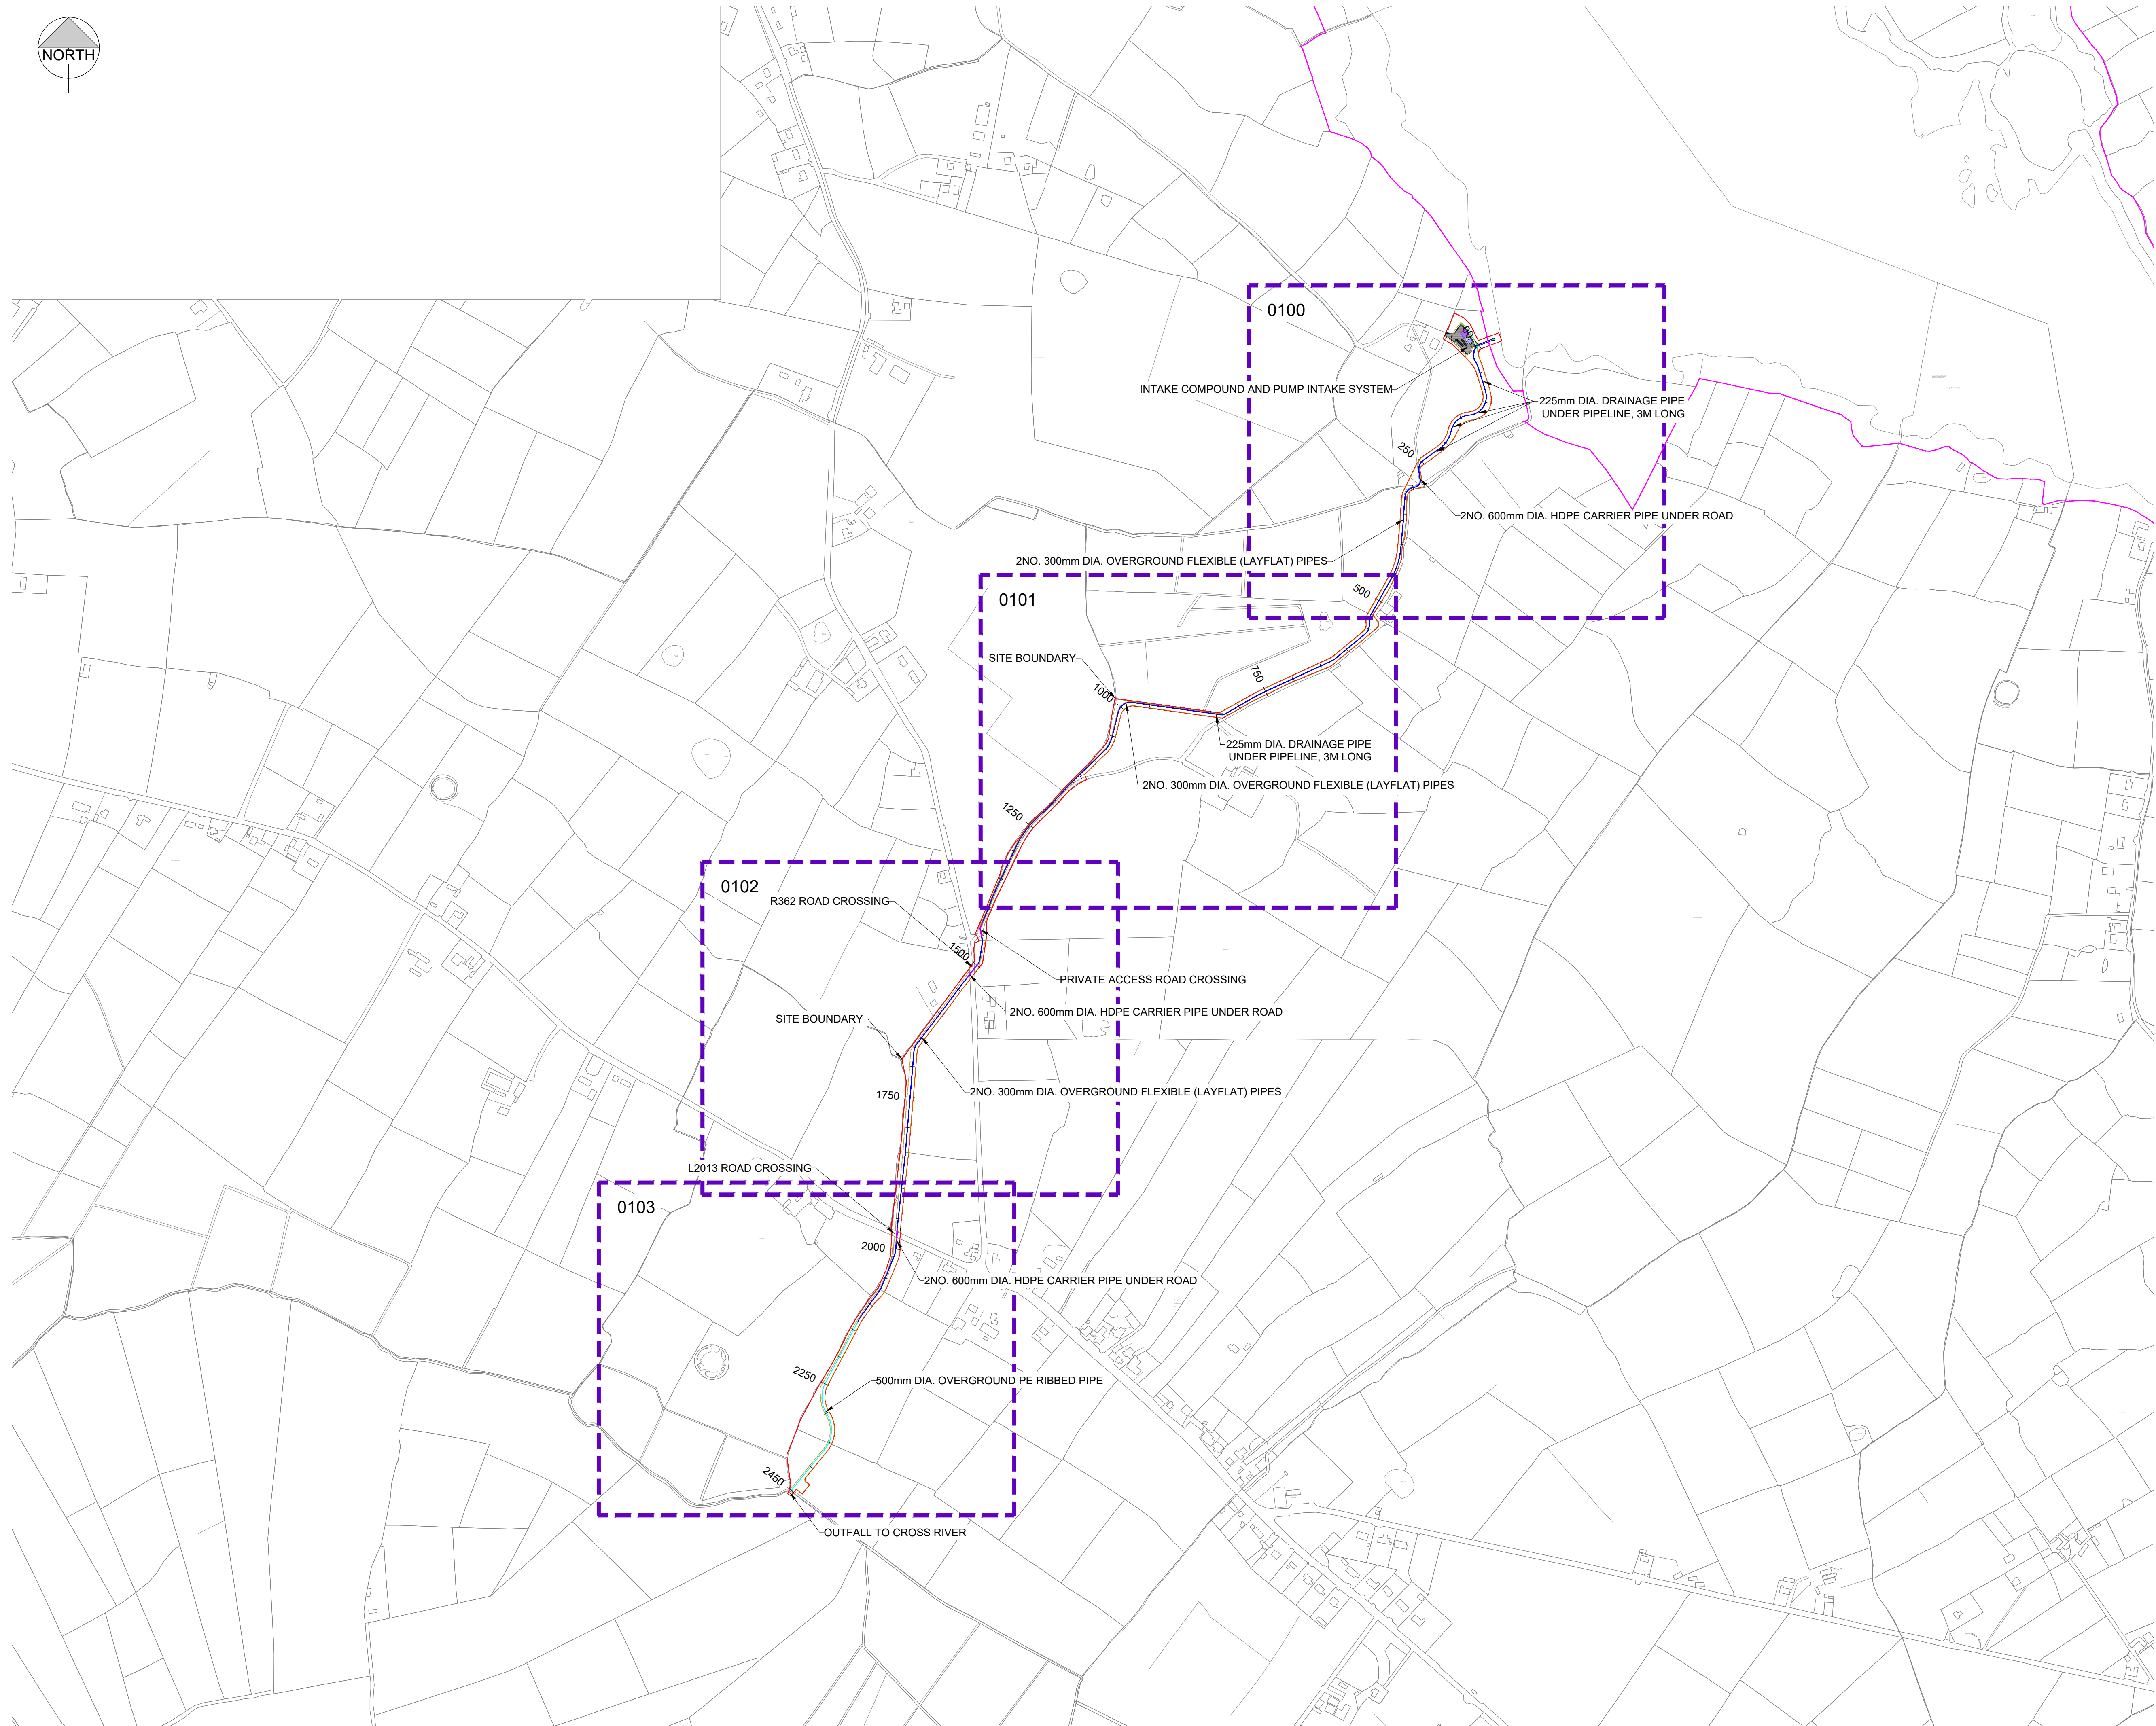 NORTH
0100
00
INTAKE COMPOUND AND PUMP INTAKE SYSTEM
225mm DIA. DRAINAGE PIPE
UNDER PIPELINE, 3M LONG
250
2NO. 600mm DIA. HDPE CARRIER PIPE UNDER ROAD
2NO. 300mm DIA. OVERGROUND FLEXIBLE (LAYFLAT) PIPES
500
0101
SITE BOUNDARY
750
1000
225mm DIA. DRAINAGE PIPE
UNDER PIPELINE, 3M LONG
2NO. 300mm DIA. OVERGROUND FLEXIBLE (LAYFLAT) PIPES
1250
0102
R362 ROAD CROSSING
1500
PRIVATE ACCESS ROAD CROSSING
2NO. 600mm DIA. HDPE CARRIER PIPE UNDER ROAD
SITE BOUNDARY
2NO. 300mm DIA. OVERGROUND FLEXIBLE (LAYFLAT) PIPES
1750
L2013 ROAD CROSSING
0103
2000
2NO. 600mm DIA. HDPE CARRIER PIPE UNDER ROAD
2250
500mm DIA. OVERGROUND PE RIBBED PIPE
2450
OUTFALL TO CROSS RIVER